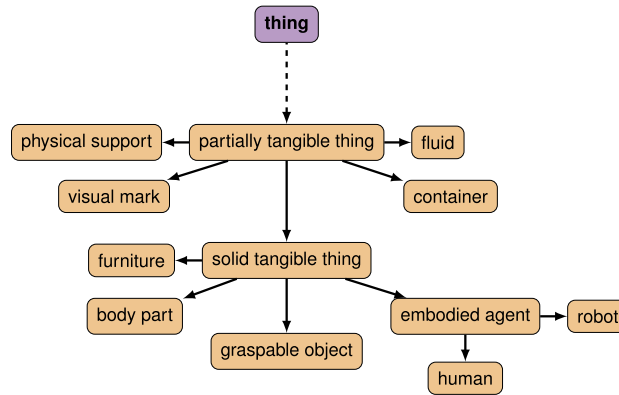 thing
physical support
partially tangible thing
fluid
visual mark
container
furniture
solid tangible thing
body part
embodied agent
robot
graspable object
human